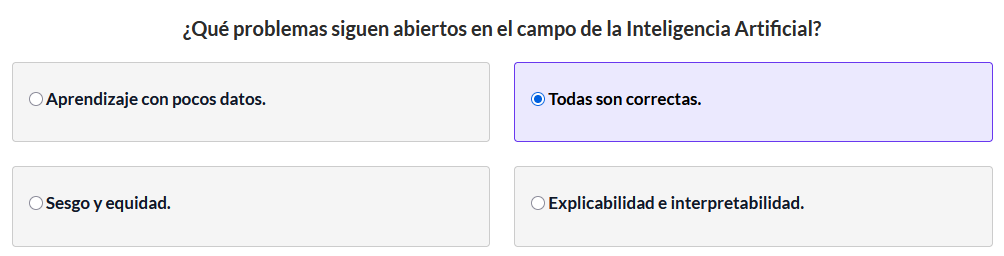 ¿Qué problemas siguen abiertos en el campo de la Inteligencia Artificial?
Aprendizaje con pocos datos.
Todas son correctas.
Sesgo y equidad.
Explicabilidad e interpretabilidad.